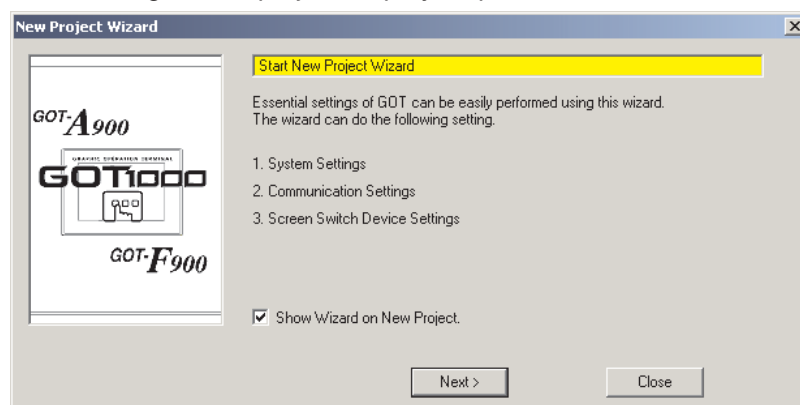 New Project Wizard
Start New Project Wizard
Essential settings of GOT can be easily performed using this wizard.
The wizard can do the following setting.
1. System Settings
2. Communication Settings
3. Screen Switch Device Settings
GOT-A900
GRAPHIC OPERATION TERMINAL
GOT1000
GOT-F900
Show Wizard on New Project.
Next >
Close